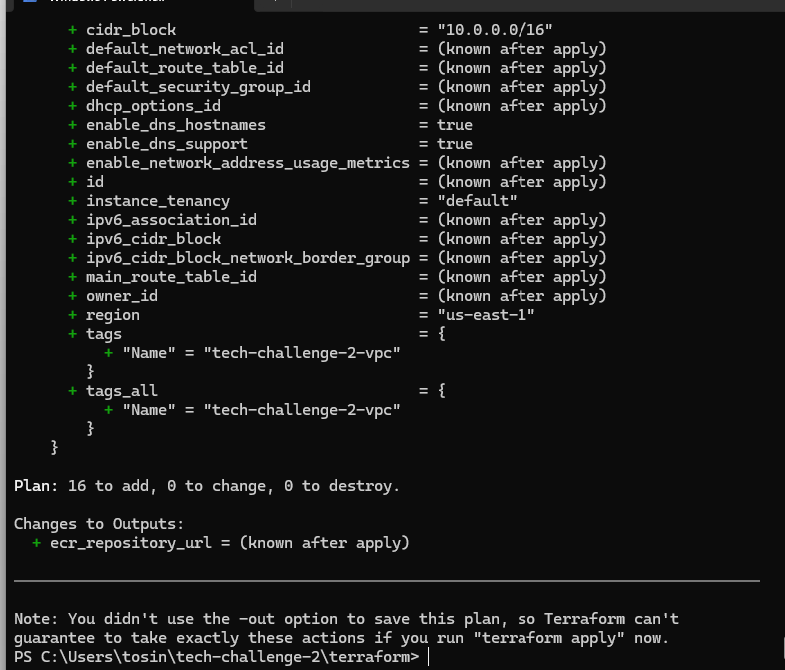 + cidr_block = "10.0.0.0/16"
+ default_network_acl_id = (known after apply)
+ default_route_table_id = (known after apply)
+ default_security_group_id = (known after apply)
+ dhcp_options_id = (known after apply)
+ enable_dns_hostnames = true
+ enable_dns_support = true
+ enable_network_address_usage_metrics = (known after apply)
+ id = (known after apply)
+ instance_tenancy = "default"
+ ipv6_association_id = (known after apply)
+ ipv6_cidr_block = (known after apply)
+ ipv6_cidr_block_network_border_group = (known after apply)
+ main_route_table_id = (known after apply)
+ owner_id = (known after apply)
+ region = "us-east-1"
+ tags = {
+ "Name" = "tech-challenge-2-vpc"
}
+ tags_all = {
+ "Name" = "tech-challenge-2-vpc"
}
}
Plan: 16 to add, 0 to change, 0 to destroy.
Changes to Outputs:
+ ecr_repository_url = (known after apply)
Note: You didn't use the -out option to save this plan, so Terraform can't
guarantee to take exactly these actions if you run "terraform apply" now.
PS C:\Users\tosin\tech-challenge-2\terraform>